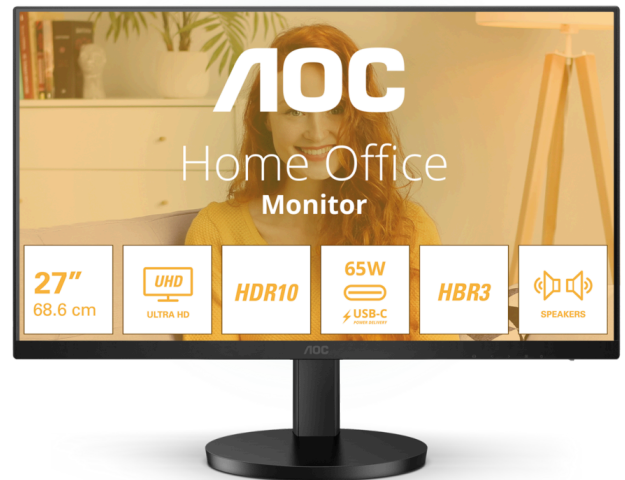 AOC
Home Office
Monitor
27"
68.6 cm
UHD
ULTRA HD
HDR10
65W
USB-C
POWER DELIVERY
HBR3
SPEAKERS
AOC